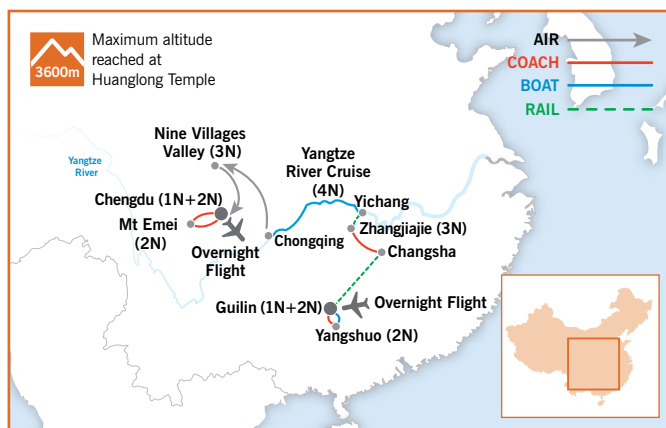 Maximum altitude
reached at
Huanglong Temple
3600m
AIR
COACH
BOAT
RAIL
Nine Villages
Valley (3N)
Yangtze
River
Yangtze
River Cruise
(4N)
Chengdu (1N+2N)
Mt Emei
(2N)
Overnight
Flight
Chongqing
Yichang
Zhangjiajie (3N)
Changsha
Guilin (1N+2N)
Overnight Flight
Yangshuo (2N)